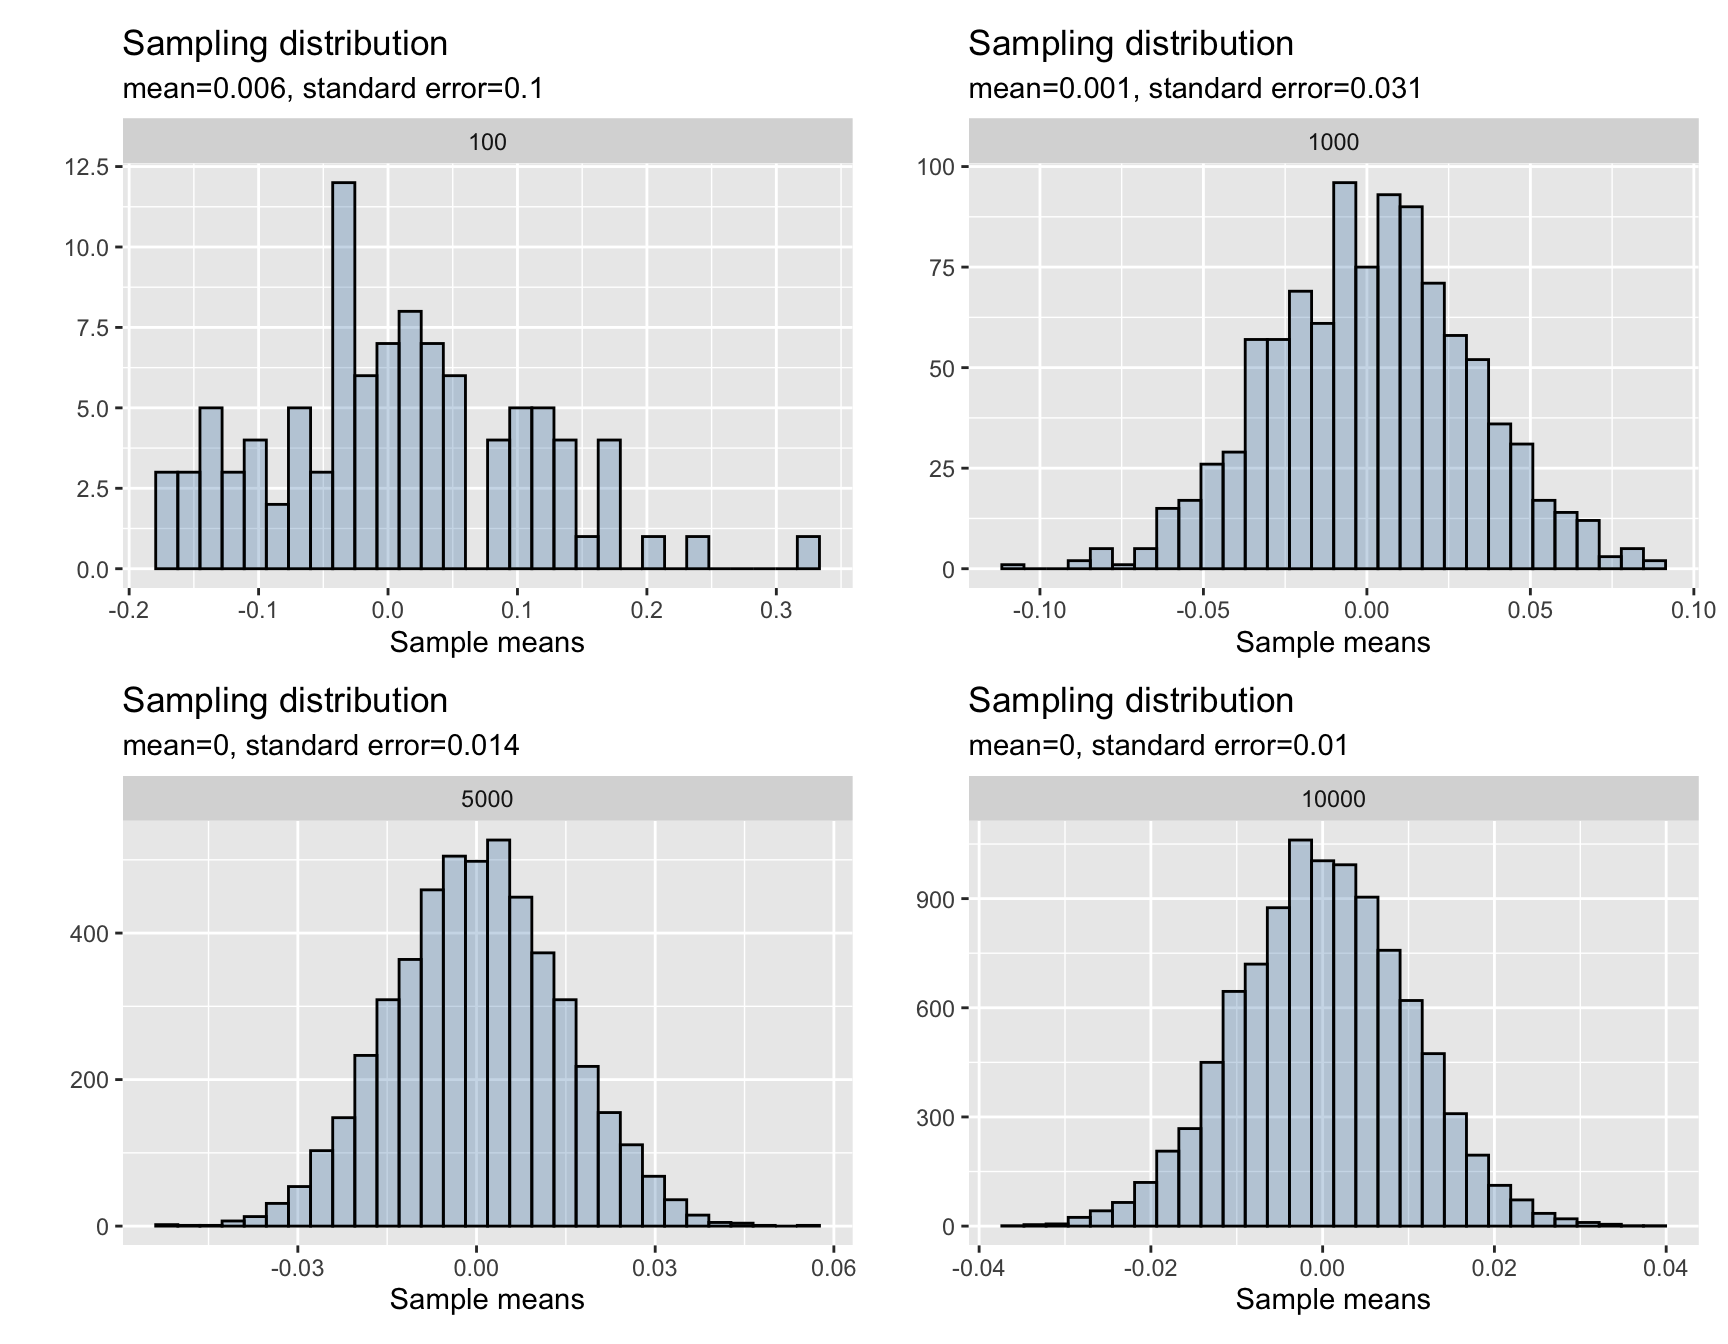 Sampling distribution
mean=0.006, standard error=0.1
100
12.5
10.0
7.5
5.0
2.5
0.0
-0.2 -0.1 0.0 0.1 0.2 0.3
Sample means
Sampling distribution
mean=0.001, standard error=0.031
1000
100
75
50
25
0
-0.10 -0.05 0.00 0.05 0.10
Sample means
Sampling distribution
mean=0, standard error=0.014
5000
400
200
0
-0.03 0.00 0.03 0.06
Sample means
Sampling distribution
mean=0, standard error=0.01
10000
900
600
300
0
-0.04 -0.02 0.00 0.02 0.04
Sample means